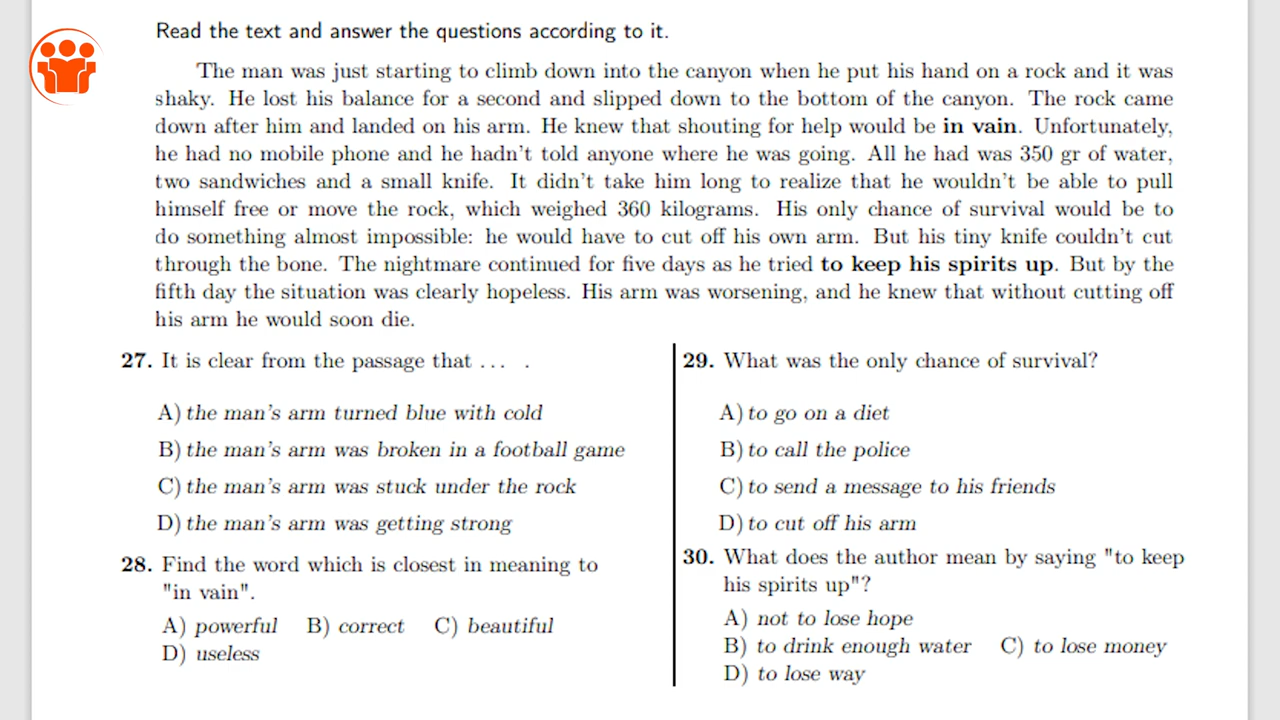 Read the text and answer the questions according to it.
The man was just starting to climb down into the canyon when he put his hand on a rock and it was
shaky. He lost his balance for a second and slipped down to the bottom of the canyon. The rock came
down after him and landed on his arm. He knew that shouting for help would be in vain. Unfortunately,
he had no mobile phone and he hadn't told anyone where he was going. All he had was 350 gr of water,
two sandwiches and a small knife. It didn't take him long to realize that he wouldn't be able to pull
himself free or move the rock, which weighed 360 kilograms. His only chance of survival would be to
do something almost impossible: he would have to cut off his own arm. But his tiny knife couldn't cut
through the bone. The nightmare continued for five days as he tried to keep his spirits up. But by the
fifth day the situation was clearly hopeless. His arm was worsening, and he knew that without cutting off
his arm he would soon die.
27. It is clear from the passage that ... .
A) the man's arm turned blue with cold
B) the man's arm was broken in a football game
C) the man's arm was stuck under the rock
D) the man's arm was getting strong
28. Find the word which is closest in meaning to
"in vain".
A) powerful B) correct C) beautiful
D) useless
29. What was the only chance of survival?
A) to go on a diet
B) to call the police
C) to send a message to his friends
D) to cut off his arm
30. What does the author mean by saying "to keep
his spirits up"?
A) not to lose hope
B) to drink enough water C) to lose money
D) to lose way